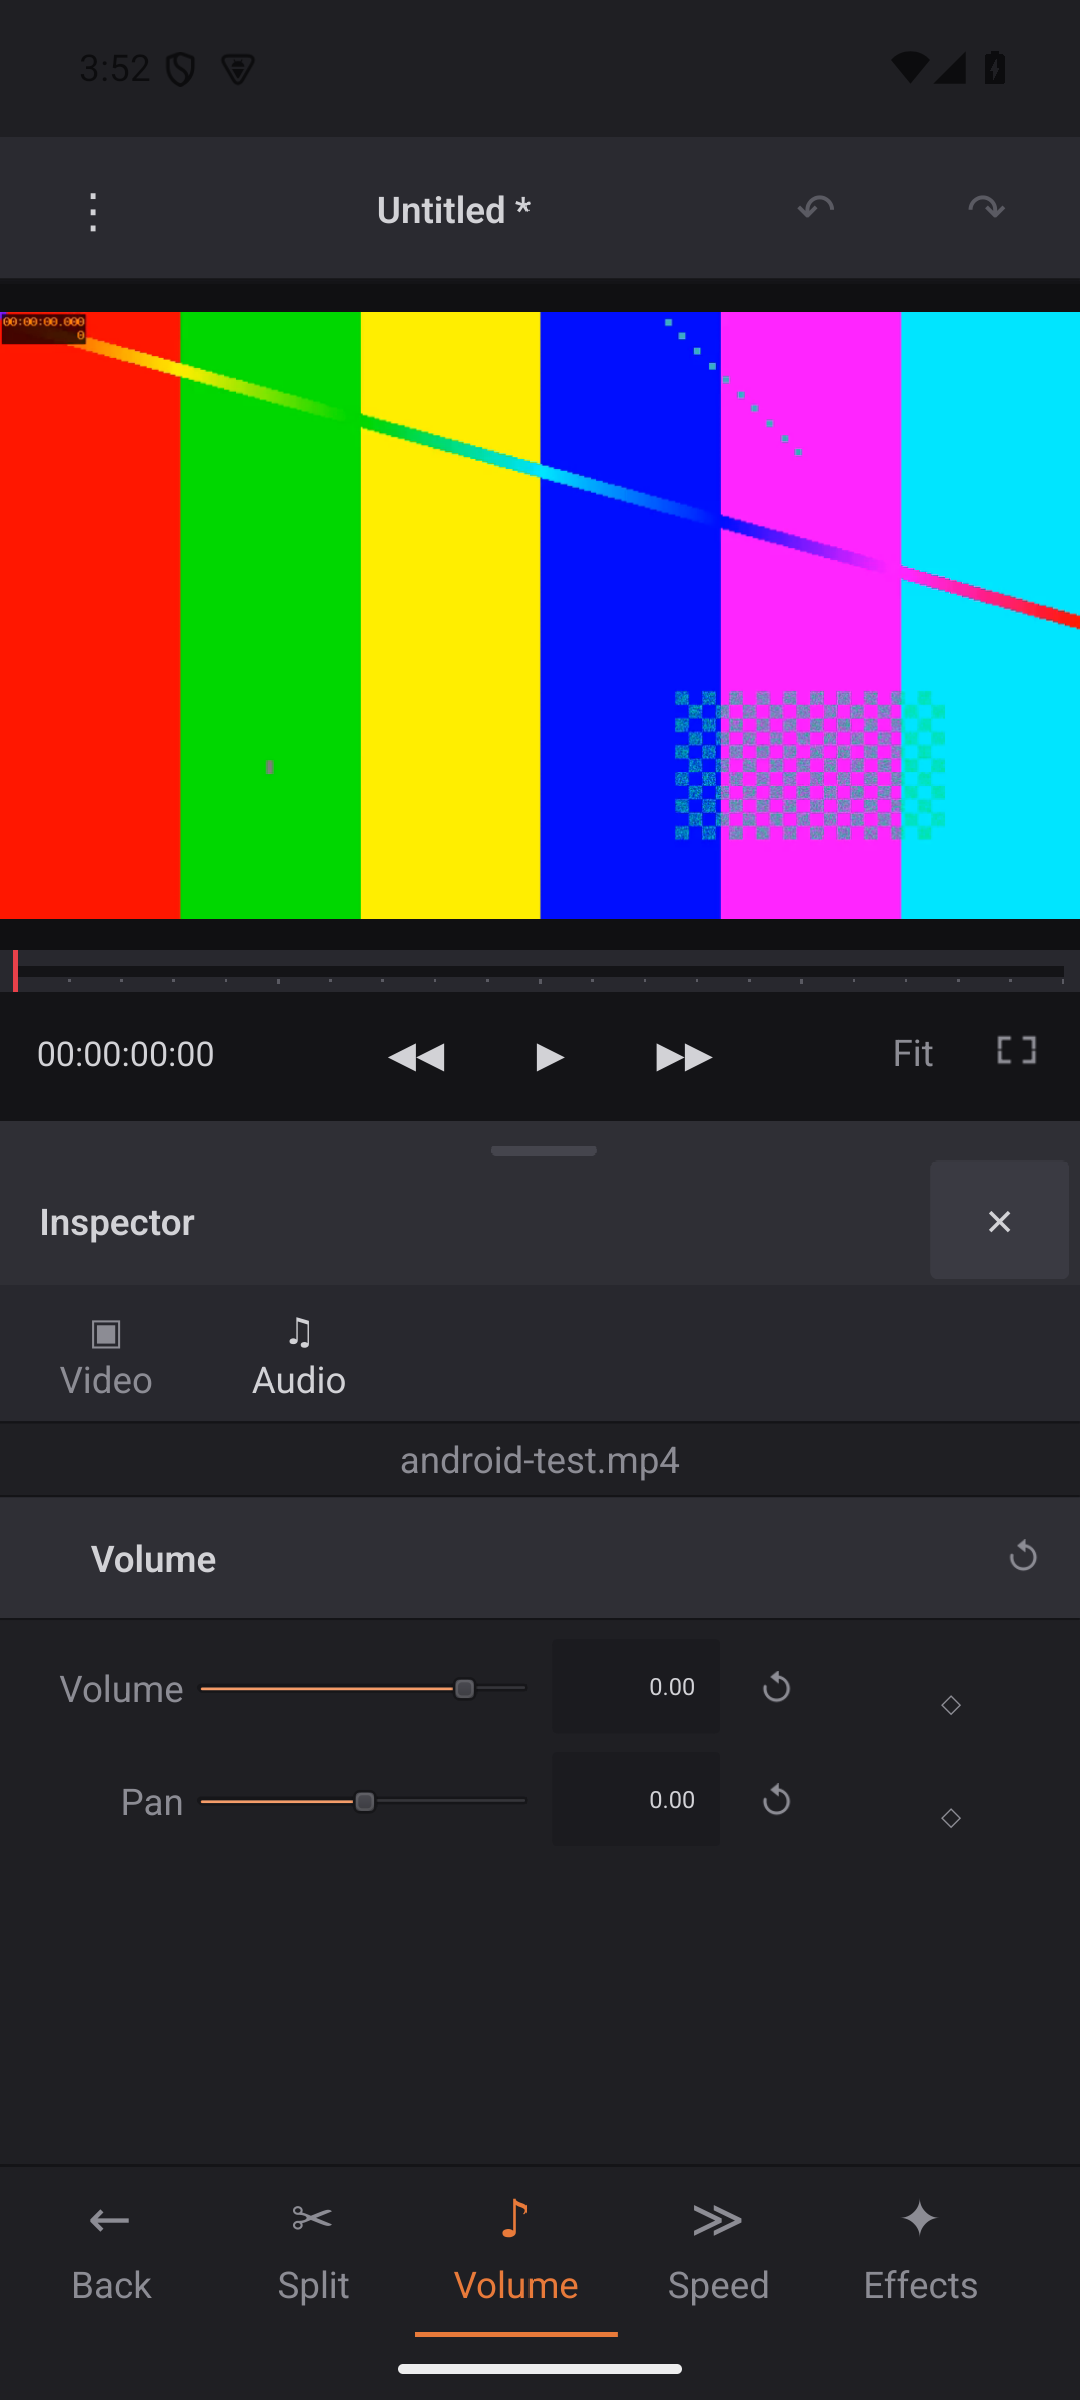 3:52
Untitled *
00:00:00.000
0
00:00:00:00
Fit
Inspector
Video
Audio
android-test.mp4
Volume
Volume
0.00
Pan
0.00
Back
Split
Volume
Speed
Effects